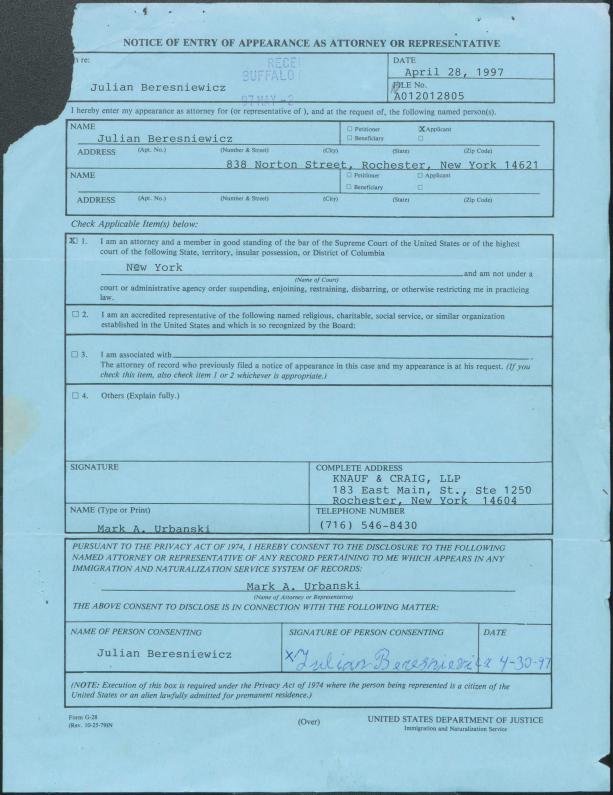 NOTICE OF ENTRY OF APPEARANCE AS ATTORNEY OR REPRESENTATIVE
n re:
Julian Beresniewicz
RECEI
BUFFALO
97 MAY -2
DATE
April 28, 1997
FILE No.
A012012805
I hereby enter my appearance as attorney for (or representative of ), and at the request of, the following named person(s).
NAME
Julian Beresniewicz
☐ Petitioner ☒ Applicant
☐ Beneficiary ☐
ADDRESS (Apt. No.) (Number & Street) (City) (State) (Zip Code)
838 Norton Street, Rochester, New York 14621
NAME
☐ Petitioner ☐ Applicant
☐ Beneficiary ☐
ADDRESS (Apt. No.) (Number & Street) (City) (State) (Zip Code)
Check Applicable Item(s) below:
☒ 1. I am an attorney and a member in good standing of the bar of the Supreme Court of the United States or of the highest
court of the following State, territory, insular possession, or District of Columbia
New York and am not under a
(Name of Court)
court or administrative agency order suspending, enjoining, restraining, disbarring, or otherwise restricting me in practicing
law.
☐ 2. I am an accredited representative of the following named religious, charitable, social service, or similar organization
established in the United States and which is so recognized by the Board:
☐ 3. I am associated with
The attorney of record who previously filed a notice of appearance in this case and my appearance is at his request. (If you
check this item, also check item 1 or 2 whichever is appropriate.)
☐ 4. Others (Explain fully.)
SIGNATURE
COMPLETE ADDRESS
KNAUF & CRAIG, LLP
183 East Main, St., Ste 1250
Rochester, New York 14604
NAME (Type or Print)
Mark A. Urbanski
TELEPHONE NUMBER
(716) 546-8430
PURSUANT TO THE PRIVACY ACT OF 1974, I HEREBY CONSENT TO THE DISCLOSURE TO THE FOLLOWING
NAMED ATTORNEY OR REPRESENTATIVE OF ANY RECORD PERTAINING TO ME WHICH APPEARS IN ANY
IMMIGRATION AND NATURALIZATION SERVICE SYSTEM OF RECORDS:
Mark A. Urbanski
(Name of Attorney or Representative)
THE ABOVE CONSENT TO DISCLOSE IS IN CONNECTION WITH THE FOLLOWING MATTER:
NAME OF PERSON CONSENTING
Julian Beresniewicz
SIGNATURE OF PERSON CONSENTING
X Julian Beresniewicz
DATE
4-30-97
(NOTE: Execution of this box is required under the Privacy Act of 1974 where the person being represented is a citizen of the
United States or an alien lawfully admitted for premanent residence.)
Form G-28
(Rev. 10-25-79)N
(Over)
UNITED STATES DEPARTMENT OF JUSTICE
Immigration and Naturalization Service